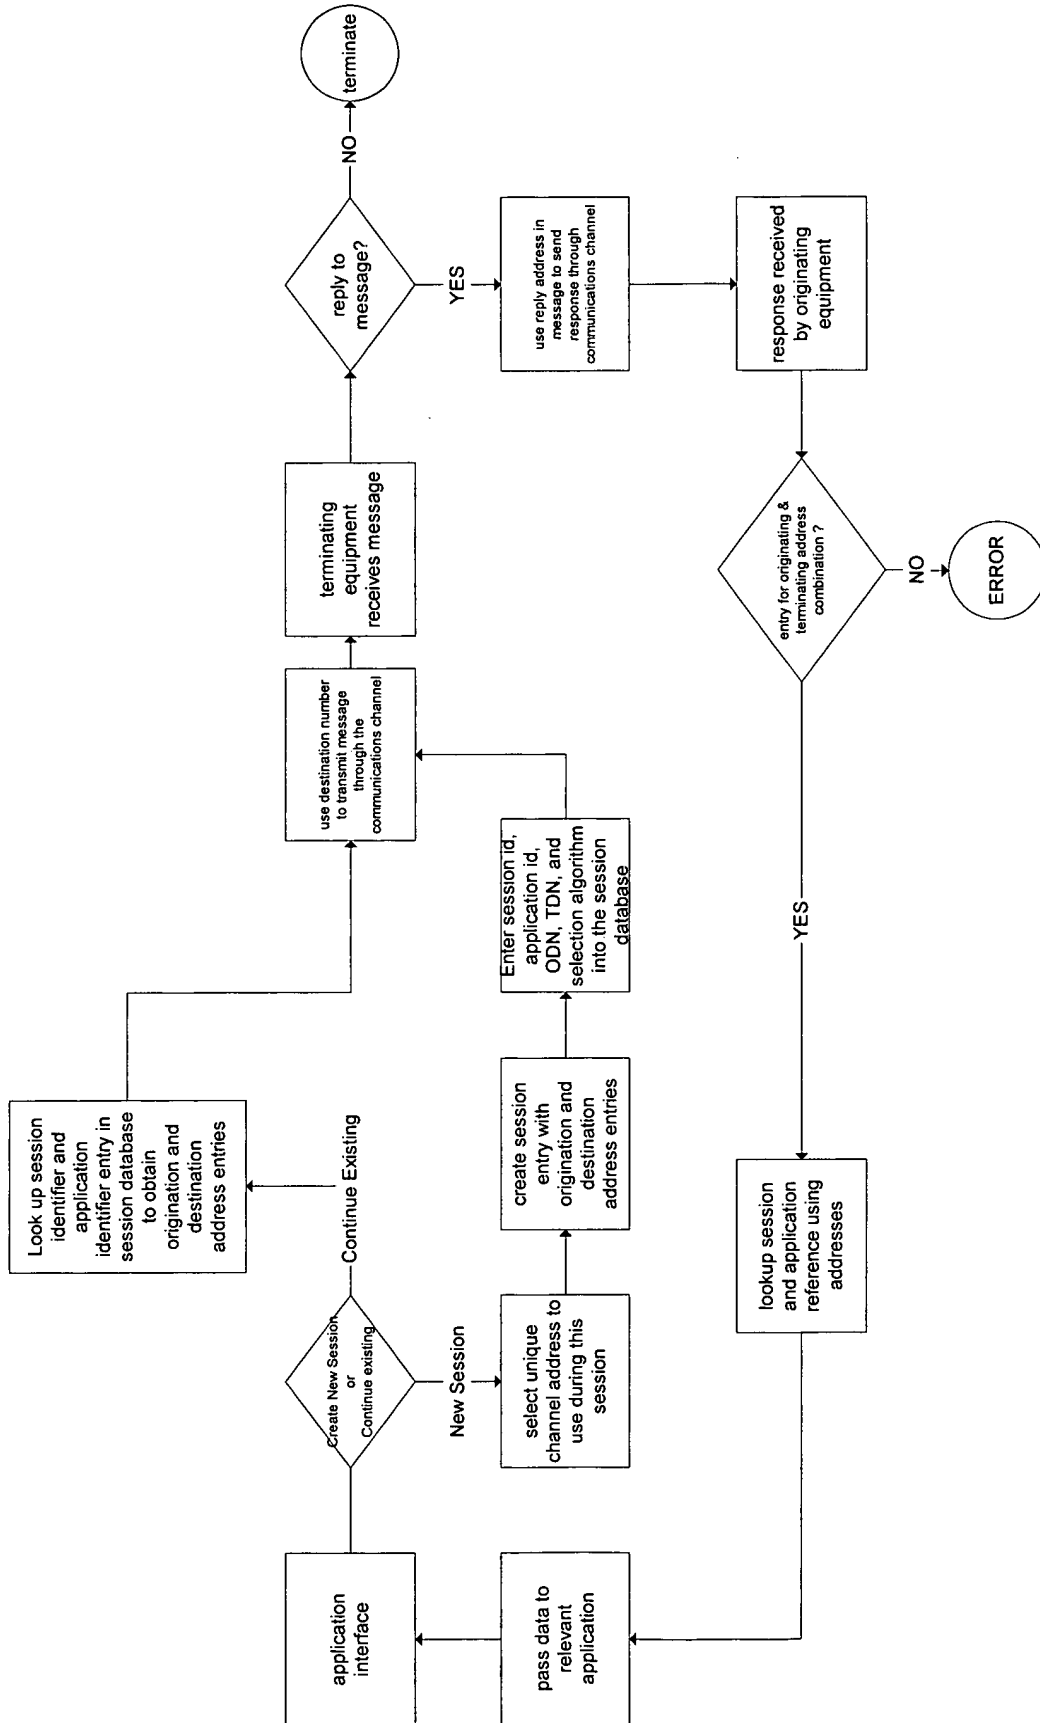 Look up session
identifier and
application
identifier entry in
session database
to obtain
origination and
destination
address entries
application
interface
Create New Session
or
Continue existing
Continue Existing
New Session
use destination number
to transmit message
through the
communications channel
terminating
equipment
receives message
reply to
message?
NO
terminate
YES
pass data to
relevant
application
select unique
channel address to
use during this
session
create session
entry with
origination and
destination
address entries
Enter session id,
application id,
ODN, TDN, and
selection algorithm
into the session
database
use reply address in
message to send
response through
communications channel
lookup session
and application
reference using
addresses
YES
entry for originating &
terminating address
combination ?
NO
ERROR
response received
by originating
equipment